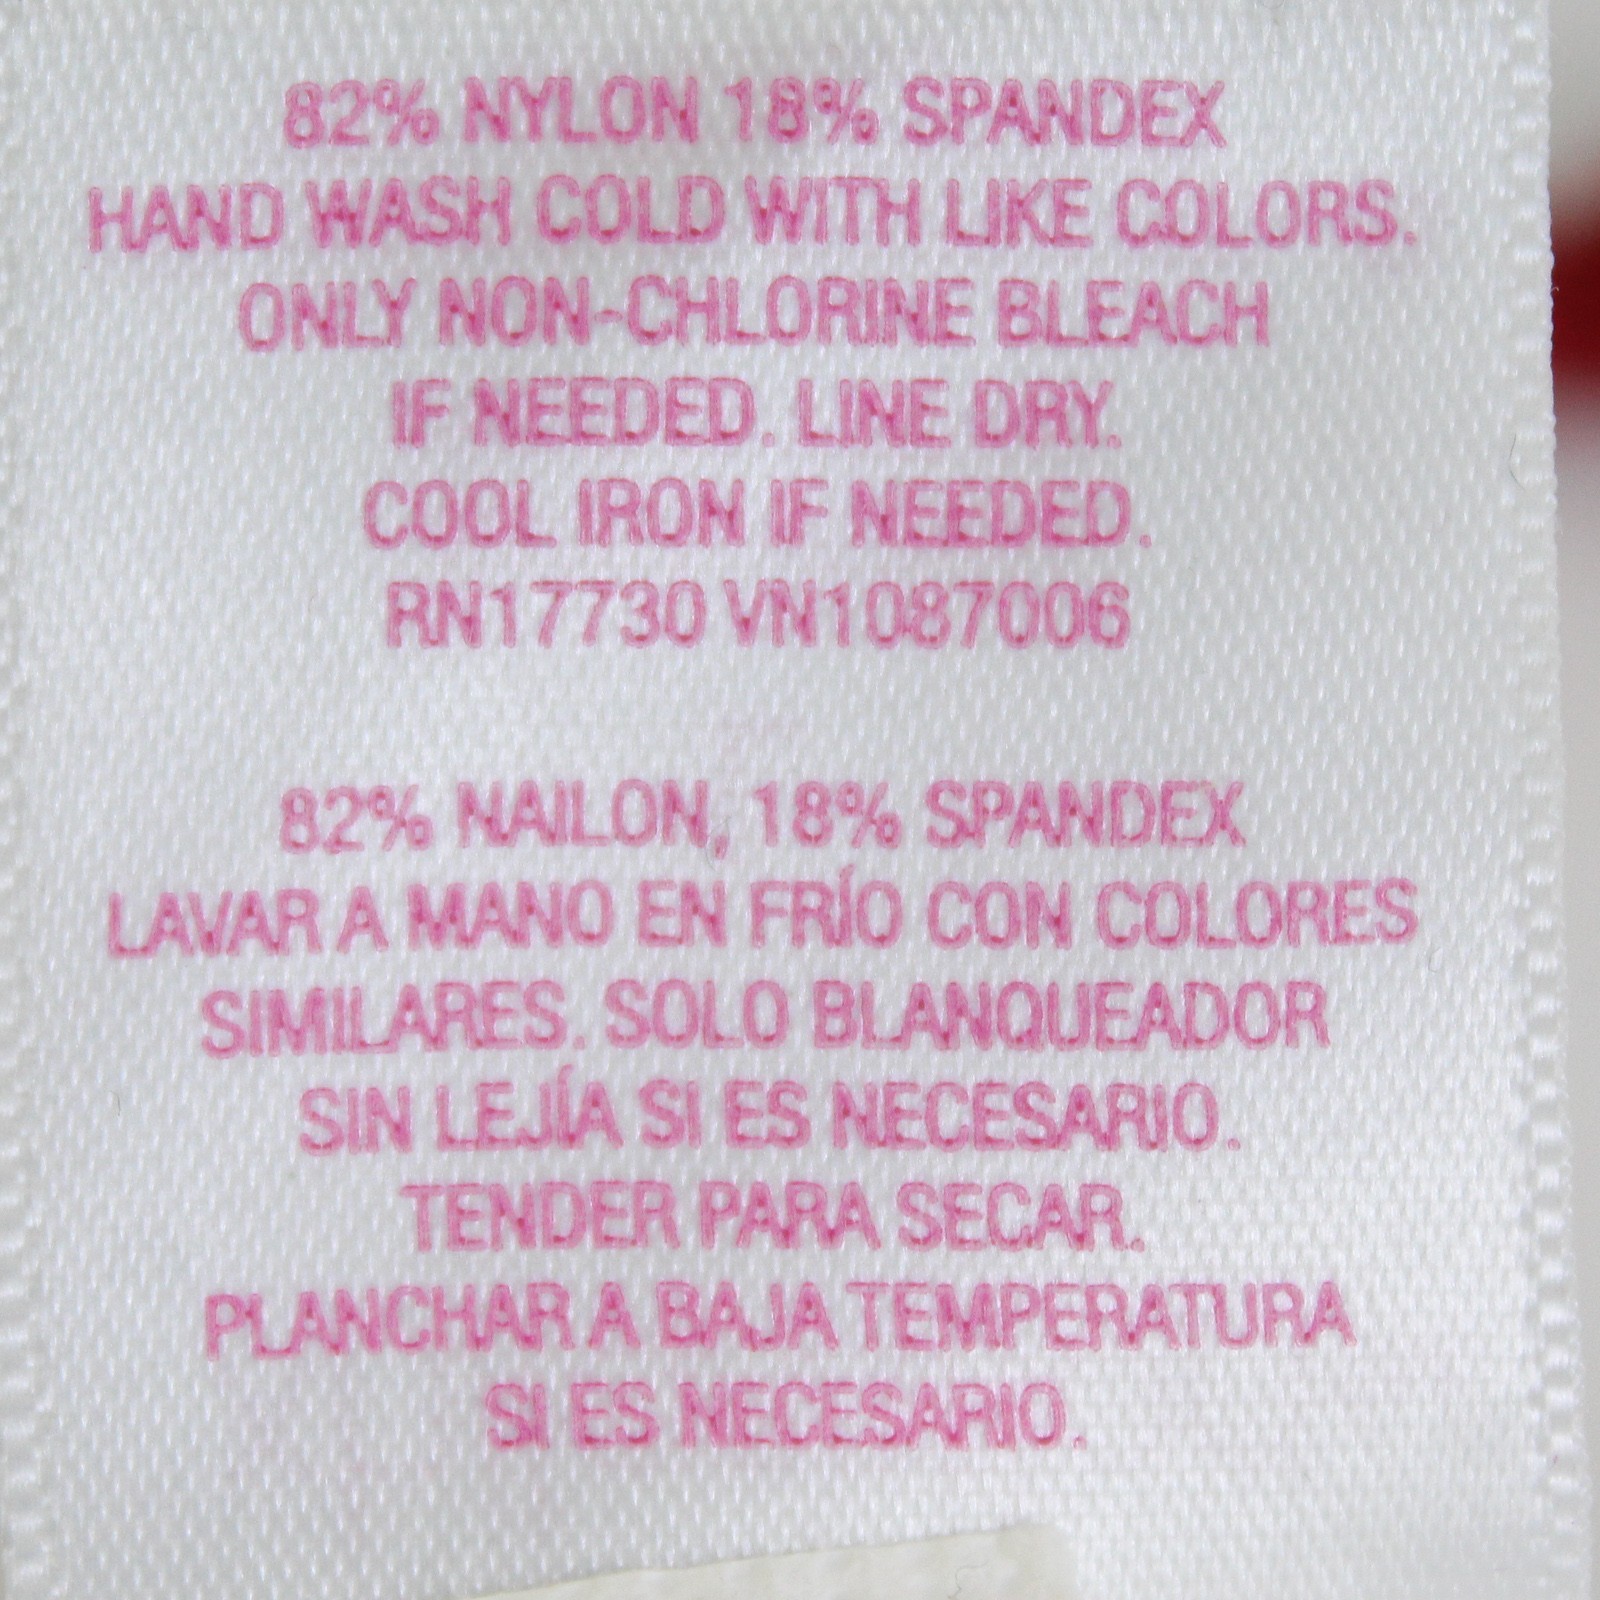 82% NYLON 18% SPANDEX
HAND WASH COLD WITH LIKE COLORS.
ONLY NON-CHLORINE BLEACH
IF NEEDED. LINE DRY.
COOL IRON IF NEEDED.
RN17730 VN1087006
82% NAILON, 18% SPANDEX
LAVAR A MANO EN FRÍO CON COLORES
SIMILARES. SOLO BLANQUEADOR
SIN LEJÍA SI ES NECESARIO.
TENDER PARA SECAR.
PLANCHAR A BAJA TEMPERATURA
SI ES NECESARIO.